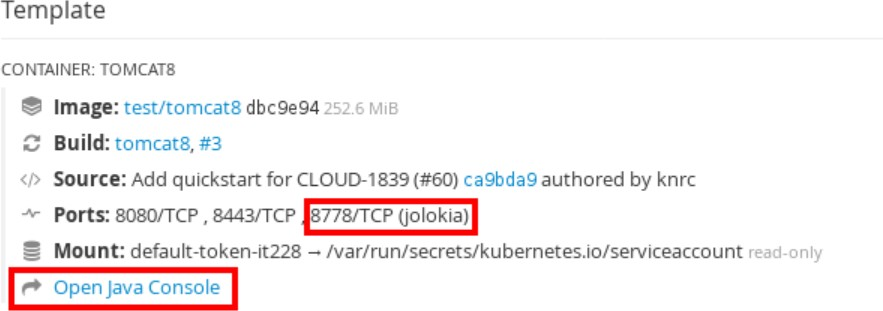 Template
CONTAINER: TOMCAT8
Image: test/tomcat8 dbc9e94 252.6 MiB
Build: tomcat8, #3
</> Source: Add quickstart for CLOUD-1839 (#60) ca9bda9 authored by knrc
Ports: 8080/TCP , 8443/TCP , 8778/TCP (jolokia)
Mount: default-token-it228 → /var/run/secrets/kubernetes.io/serviceaccount read-only
Open Java Console